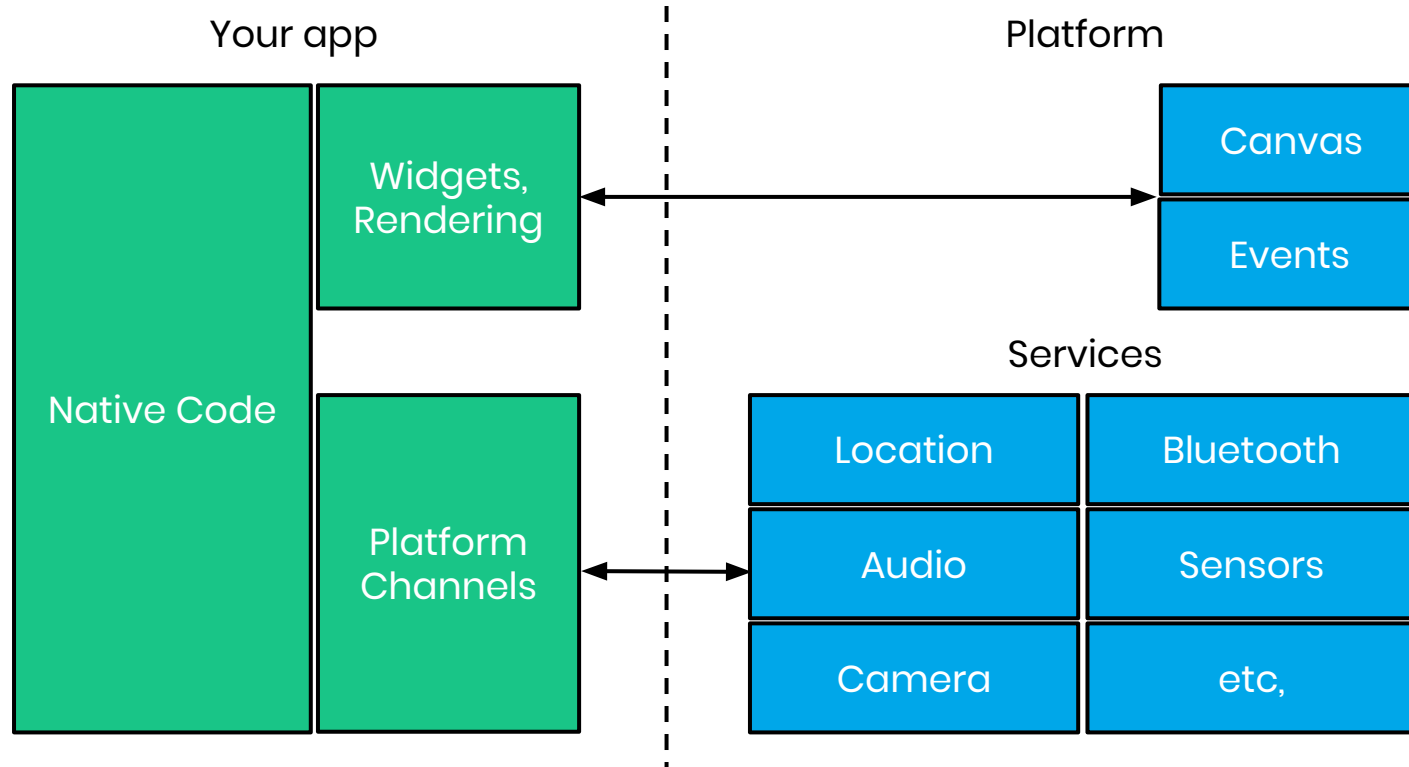 Your app
Platform
Native Code
Widgets,
Rendering
Canvas
Events
Services
Platform
Channels
Location
Bluetooth
Audio
Sensors
Camera
etc,